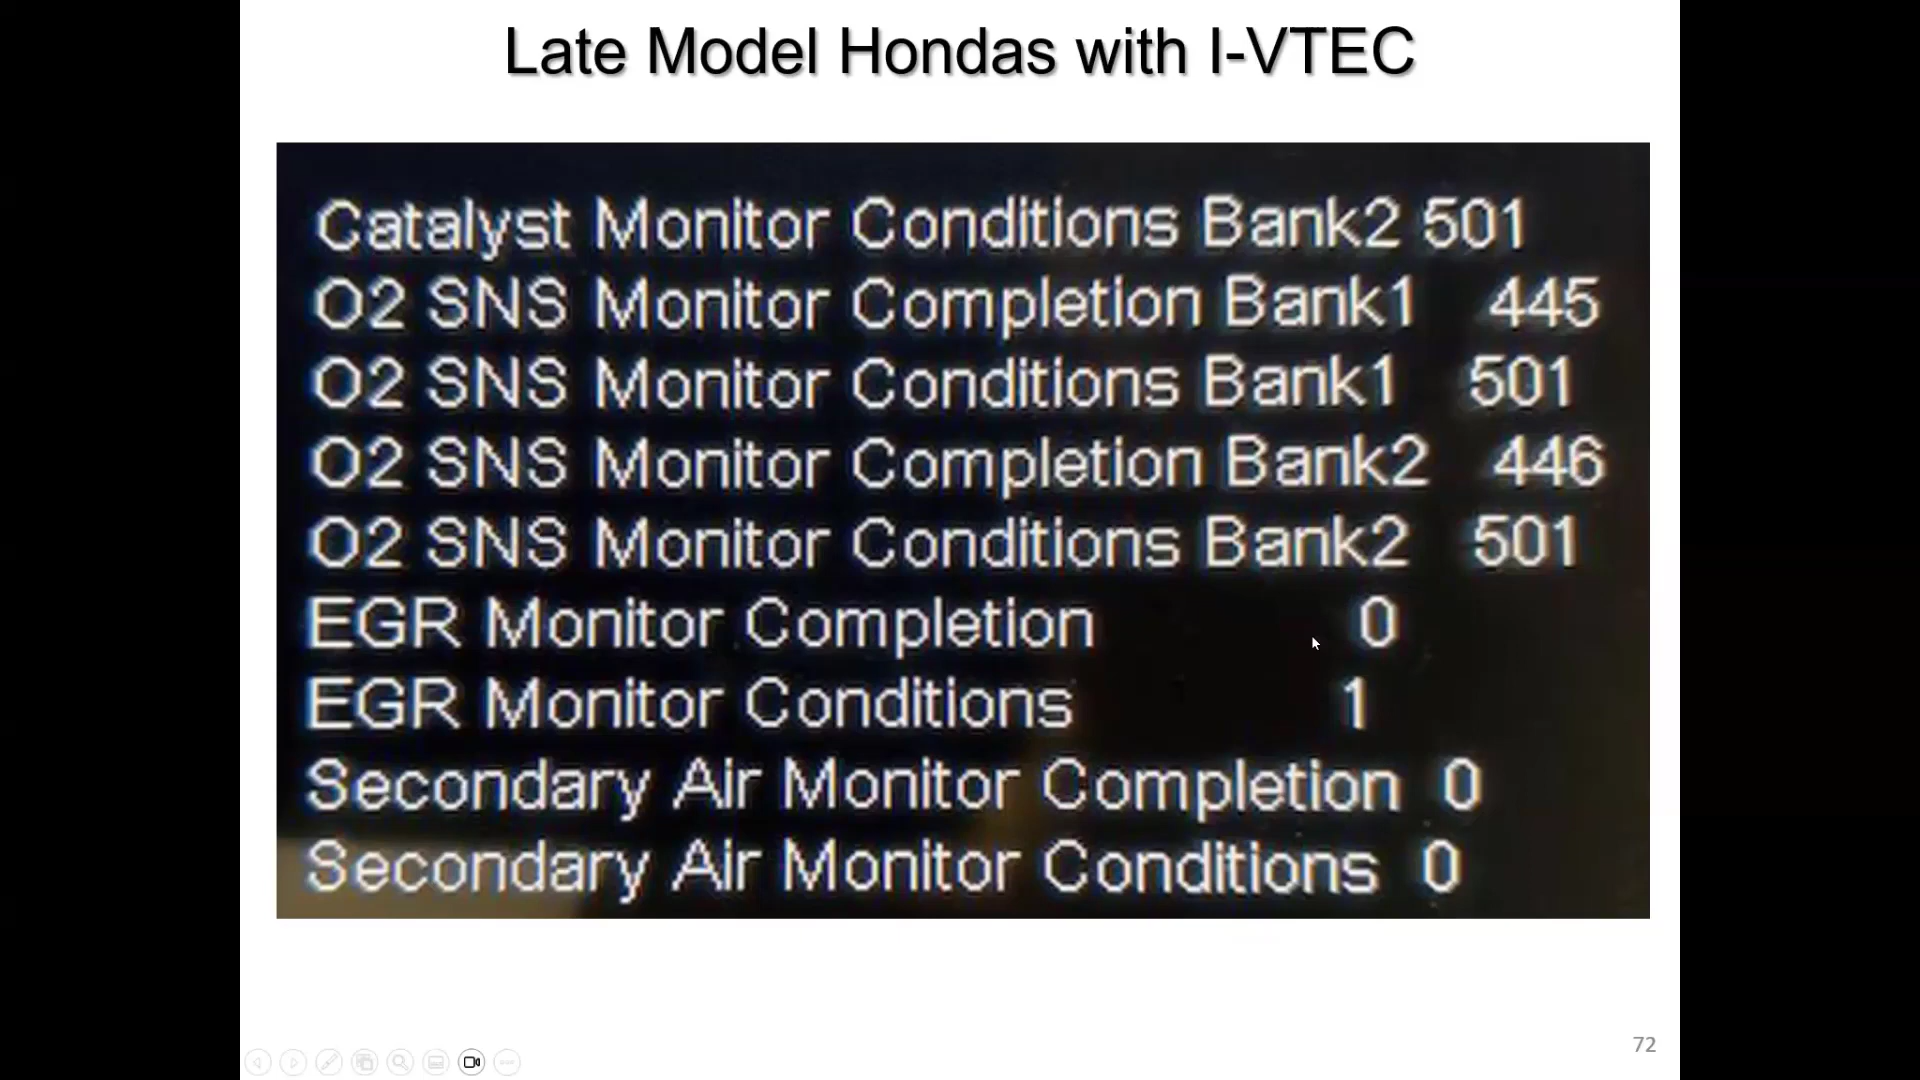 Late Model Hondas with I-VTEC
Catalyst Monitor Conditions Bank2 501
O2 SNS Monitor Completion Bank1 445
O2 SNS Monitor Conditions Bank1 501
O2 SNS Monitor Completion Bank2 446
O2 SNS Monitor Conditions Bank2 501
EGR Monitor Completion 0
EGR Monitor Conditions 1
Secondary Air Monitor Completion 0
Secondary Air Monitor Conditions 0
72